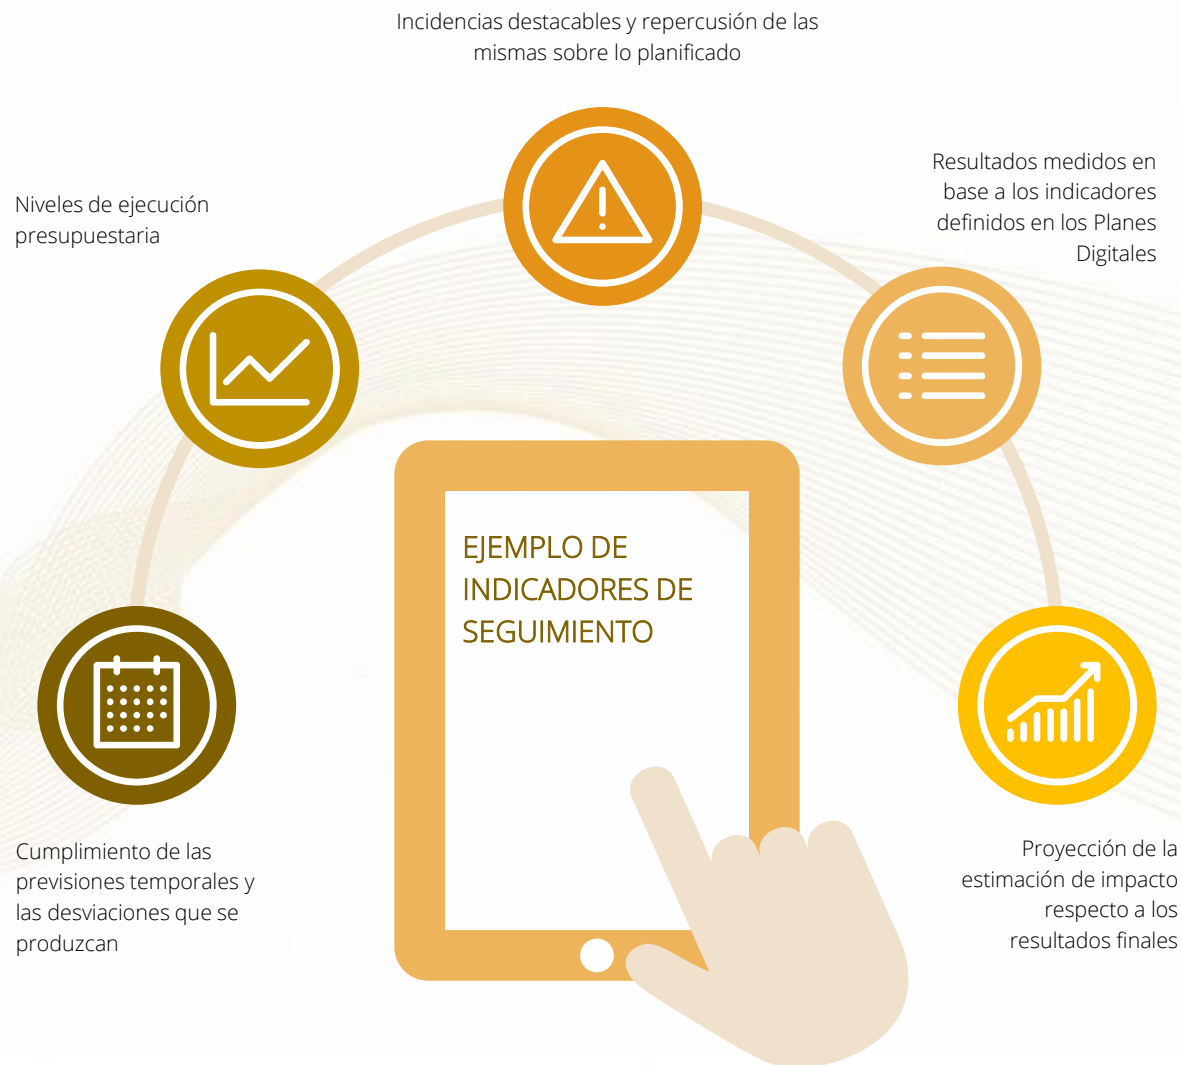 Incidencias destacables y repercusión de las
mismas sobre lo planificado
Niveles de ejecución
presupuestaria
Resultados medidos en
base a los indicadores
definidos en los Planes
Digitales
EJEMPLO DE
INDICADORES DE
SEGUIMIENTO
Cumplimiento de las
previsiones temporales y
las desviaciones que se
produzcan
Proyección de la
estimación de impacto
respecto a los
resultados finales